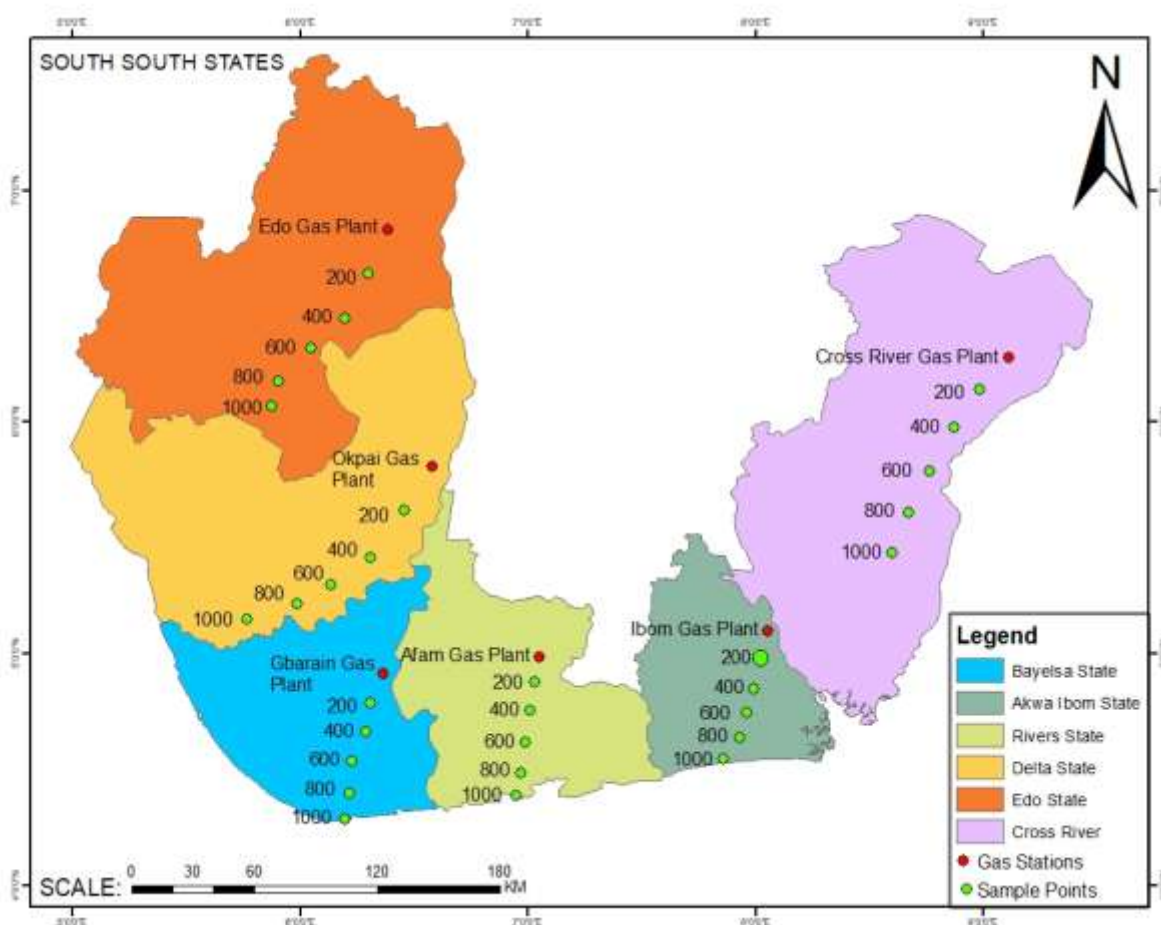 SOUTH SOUTH STATES
N
Edo Gas Plant
200
400
600
800
1000
Okpai Gas
Plant
200
400
600
800
1000
Cross River Gas Plant
200
400
600
800
1000
Gbarain Gas
Plant
200
400
600
800
1000
Afam Gas Plant
200
400
600
800
1000
Ibom Gas Plant
200
400
600
800
1000
Legend
Bayelsa State
Akwa Ibom State
Rivers State
Delta State
Edo State
Cross River
Gas Stations
Sample Points
0 30 60 120 180
SCALE: KM